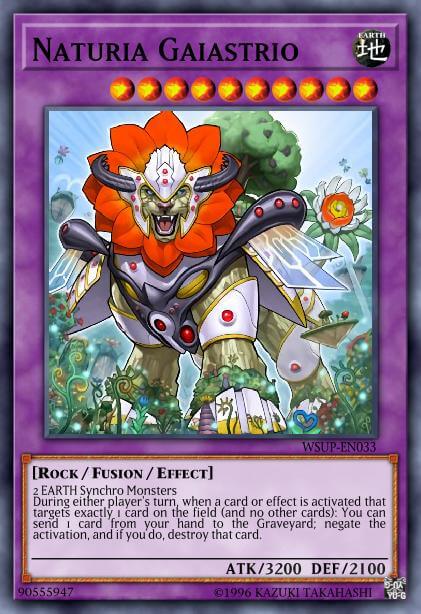 Naturia Gaiastrio
EARTH
地
WSUP-EN033
[Rock / Fusion / Effect]
2 EARTH Synchro Monsters
During either player's turn, when a card or effect is activated that
targets exactly 1 card on the field (and no other cards): You can
send 1 card from your hand to the Graveyard; negate the
activation, and if you do, destroy that card.
ATK/3200 DEF/2100
90555947
©1996 KAZUKI TAKAHASHI